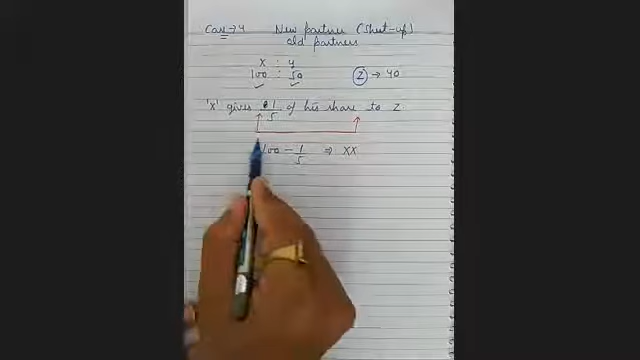 Case → 4 New partner (Shut-up)
old partners
X : Y
100 : 50 Z → 40
'X' gives 1/5 of his share to Z
100 - 1/5 ⇒ XX